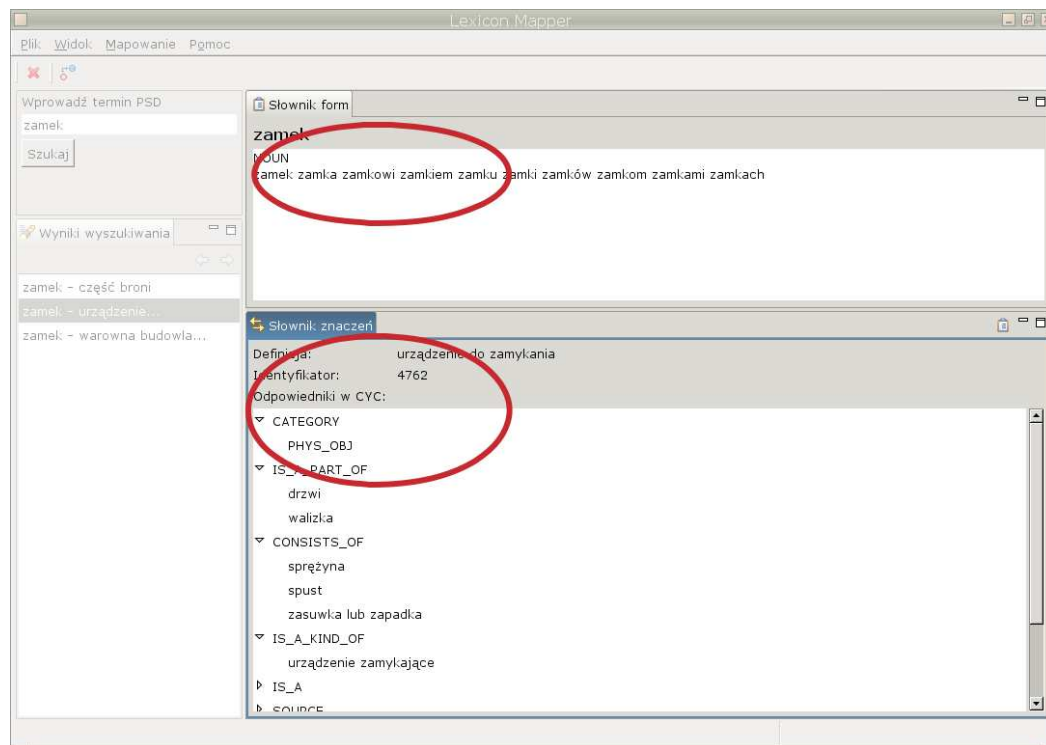 Lexicon Mapper
Plik Widok Mapowanie Pomoc
Wprowadź termin PSD
zamek
Szukaj
Wyniki wyszukiwania
zamek - część broni
zamek - urządzenie...
zamek - warowna budowla...
Słownik form
zamek
NOUN
zamek zamka zamkowi zamkiem zamku zamki zamków zamkom zamkami zamkach
Słownik znaczeń
Definicja: urządzenie do zamykania
Identyfikator: 4762
Odpowiedniki w CYC:
CATEGORY
PHYS_OBJ
IS_A_PART_OF
drzwi
walizka
CONSISTS_OF
sprężyna
spust
zasuwka lub zapadka
IS_A_KIND_OF
urządzenie zamykające
IS_A
SOURCE